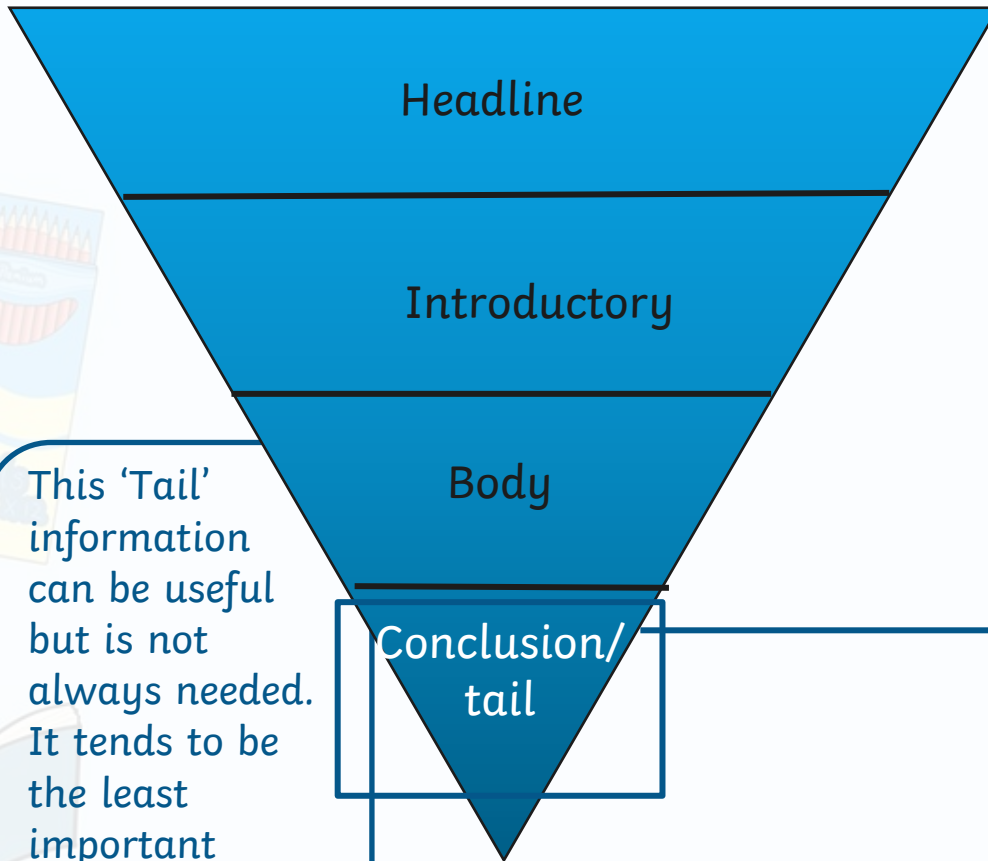 Headline
Introductory
Body
Conclusion/
tail
This ‘Tail’
information
can be useful
but is not
always needed.
It tends to be
the least
important